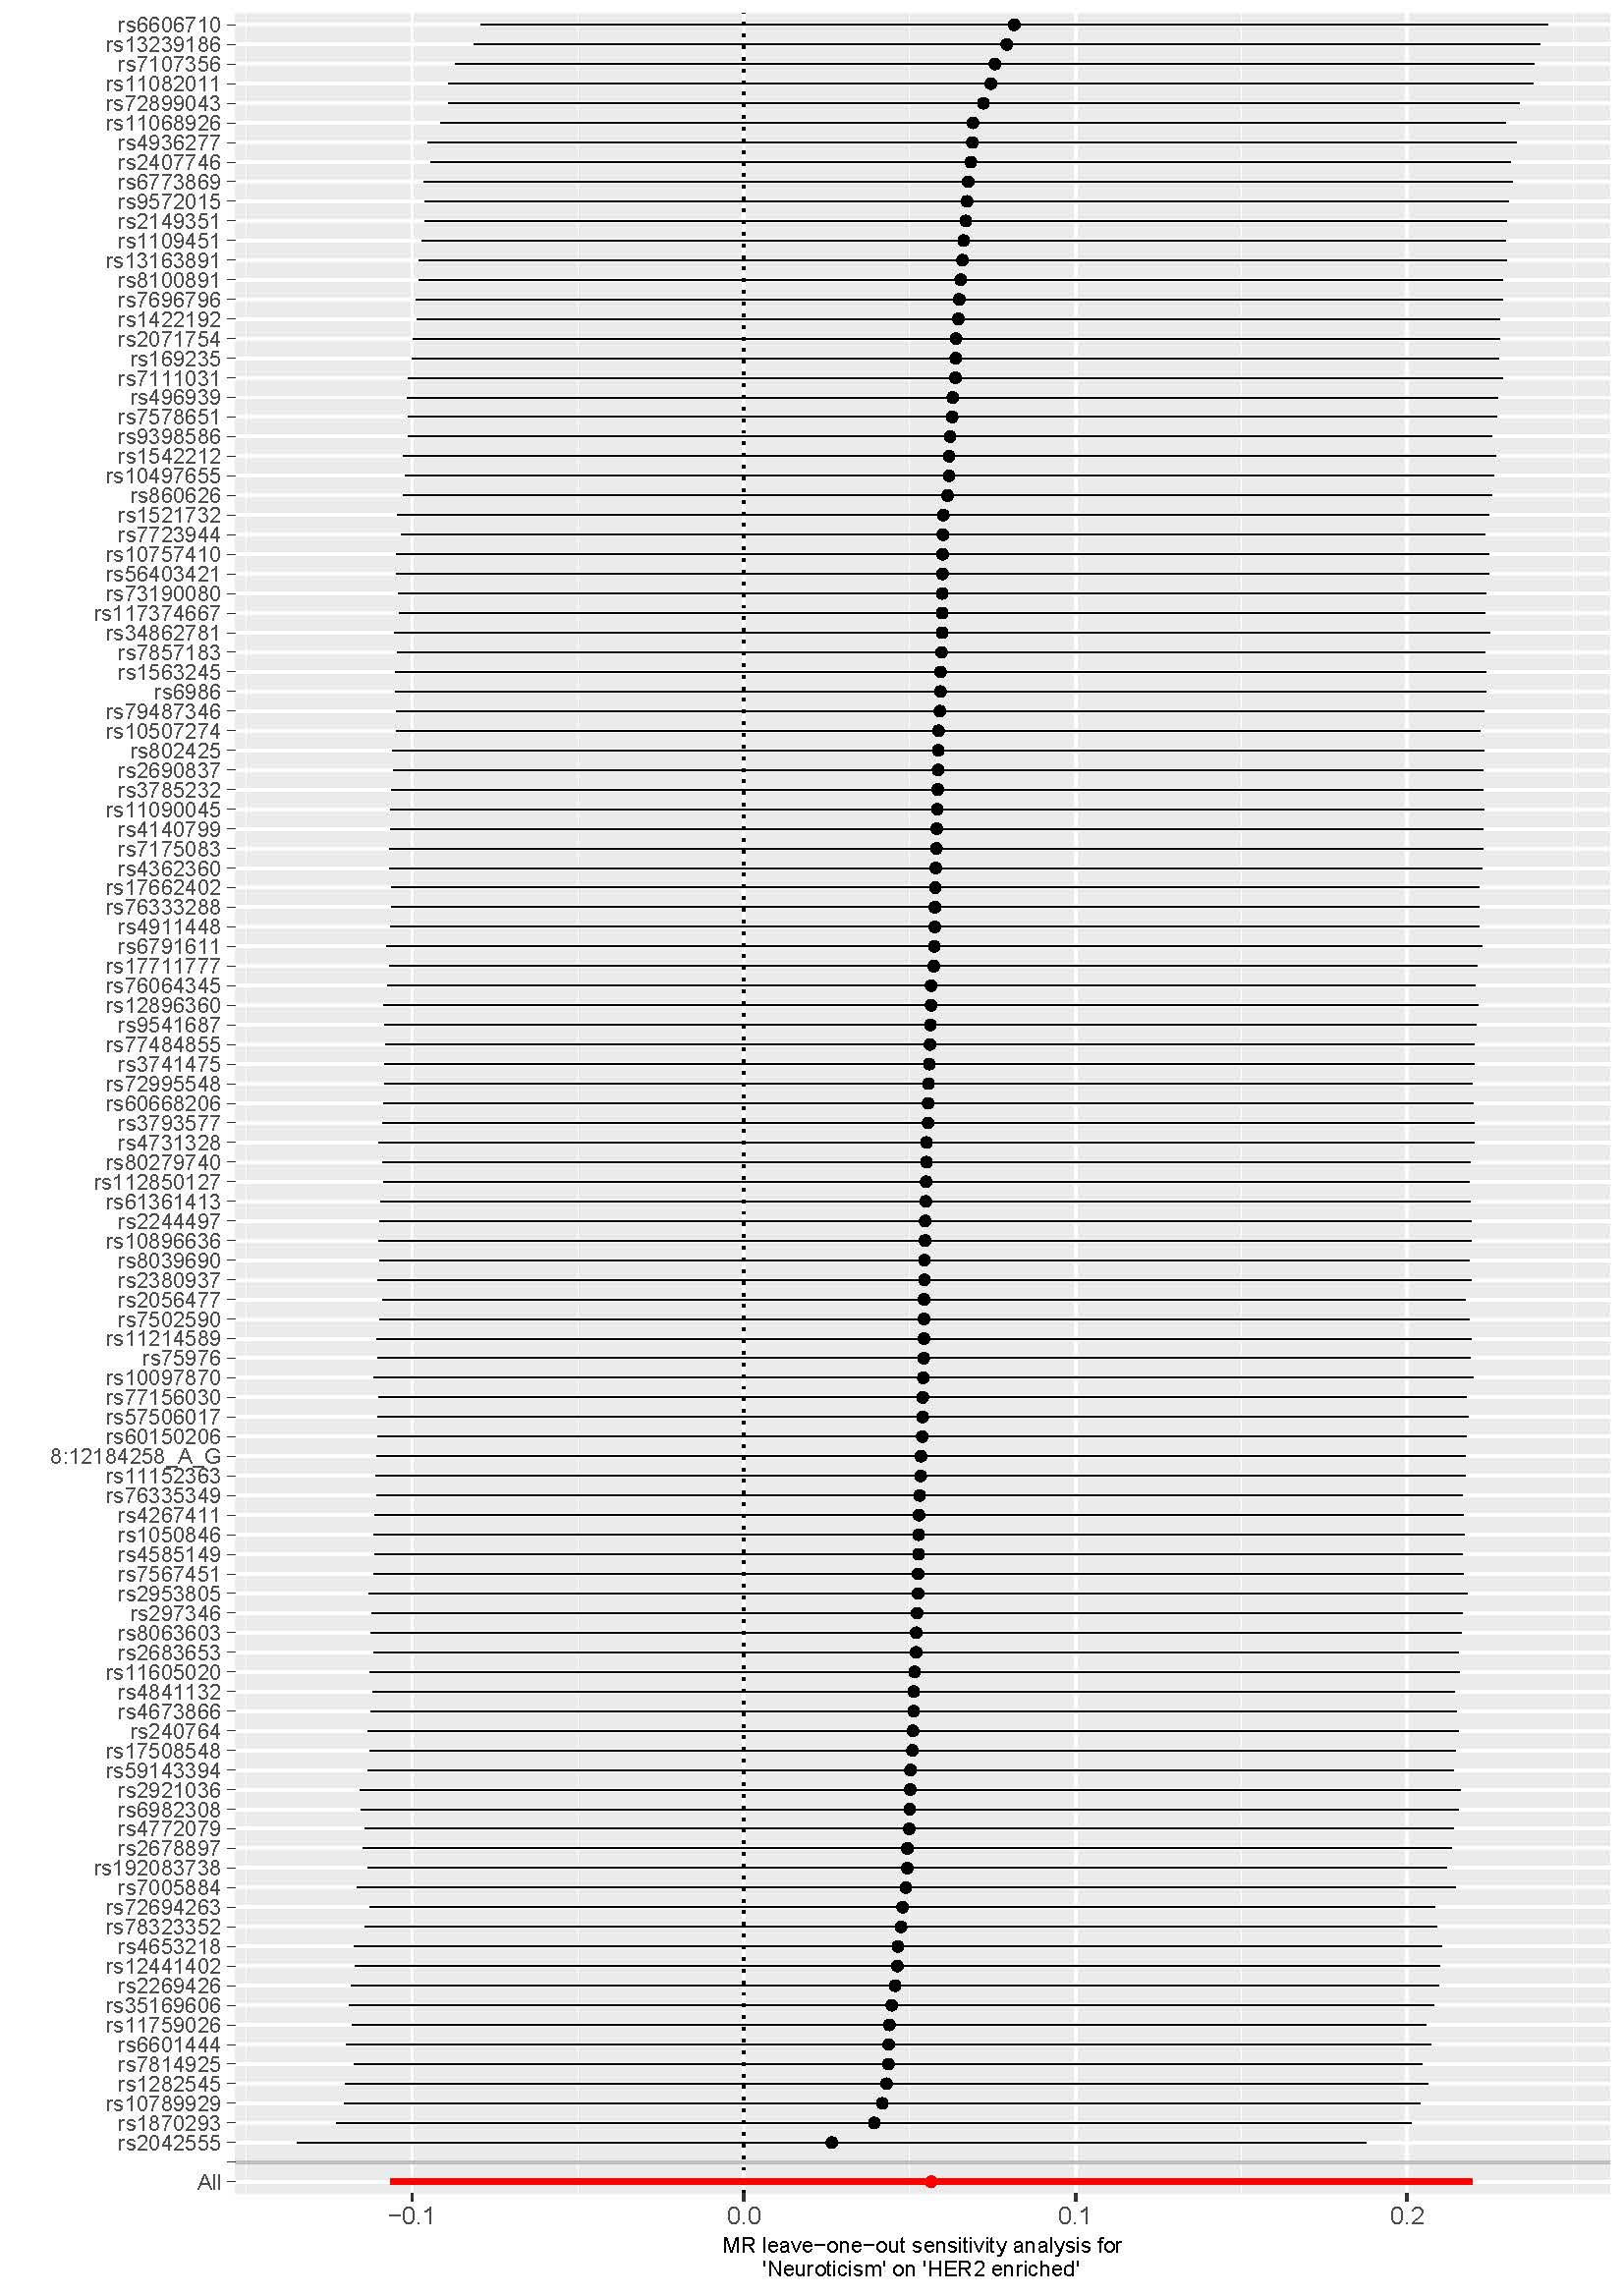 rs6606710
rs13239186
rs7107356
rs11082011
rs72899043
rs11068926
rs4936277
rs2407746
rs6773869
rs9572015
rs2149351
rs1109451
rs13163891
rs8100891
rs7696796
rs1422192
rs2071754
rs169235
rs7111031
rs496939
rs7578651
rs9398586
rs1542212
rs10497655
rs860626
rs1521732
rs7723944
rs10757410
rs56403421
rs73190080
rs117374667
rs34862781
rs7857183
rs1563245
rs6986
rs79487346
rs10507274
rs802425
rs2690837
rs3785232
rs11090045
rs4140799
rs7175083
rs4362360
rs17662402
rs76333288
rs4911448
rs6791611
rs17711777
rs76064345
rs12896360
rs9541687
rs77484855
rs3741475
rs72995548
rs60668206
rs3793577
rs4731328
rs80279740
rs112850127
rs61361413
rs2244497
rs10896636
rs8039690
rs2380937
rs2056477
rs7502590
rs11214589
rs75976
rs10097870
rs77156030
rs57506017
rs60150206
8:12184258_A_G
rs11152363
rs76335349
rs4267411
rs1050846
rs4585149
rs7567451
rs2953805
rs297346
rs8063603
rs2683653
rs11605020
rs4841132
rs4673866
rs240764
rs17508548
rs59143394
rs2921036
rs6982308
rs4772079
rs2678897
rs192083738
rs7005884
rs72694263
rs78323352
rs4653218
rs12441402
rs2269426
rs35169606
rs11759026
rs6601444
rs7814925
rs1282545
rs10789929
rs1870293
rs2042555
All
−0.1 0.0 0.1 0.2
MR leave−one−out sensitivity analysis for
'Neuroticism' on 'HER2 enriched'